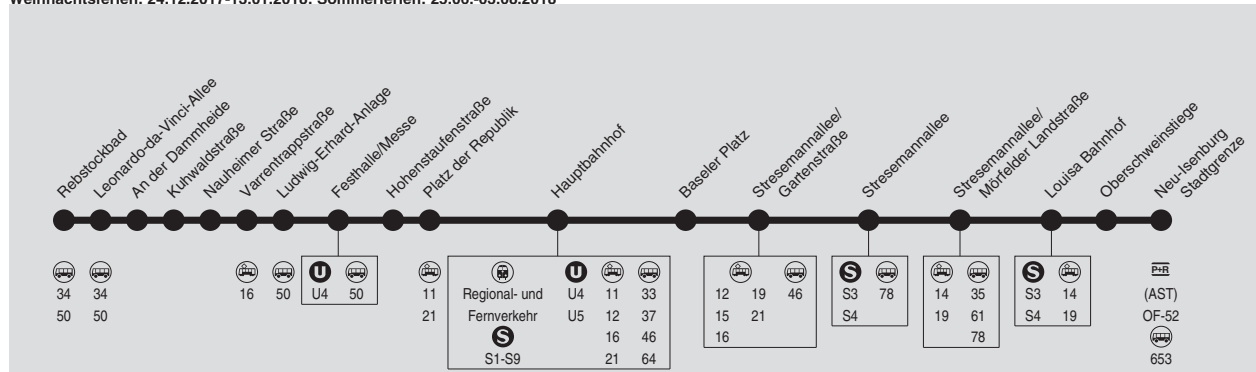 Weihnachtsferien: 24.12.2017-13.01.2018. Sommerferien: 25.06.-05.08.2018
Rebstockbad
Leonardo-da-Vinci-Allee
An der Dammheide
Kuhwaldstraße
Nauheimer Straße
Varrentrappstraße
Ludwig-Erhard-Anlage
Festhalle/Messe
Hohenstaufenstraße
Platz der Republik
Hauptbahnhof
Baseler Platz
Stresemannallee/
Gartenstraße
Stresemannallee
Stresemannallee/
Mörfelder Landstraße
Louisa Bahnhof
Oberschweinstiege
Neu-Isenburg
Stadtgrenze
U U S S P+R
34 34 16 50 U4 50 11 Regional- und U4 11 33 12 19 46 S3 78 14 35 S3 14 (AST)
50 50 21 Fernverkehr U5 12 37 15 21 S4 19 61 S4 19 OF-52
S 16 46 16 78
S1-S9 21 64 653